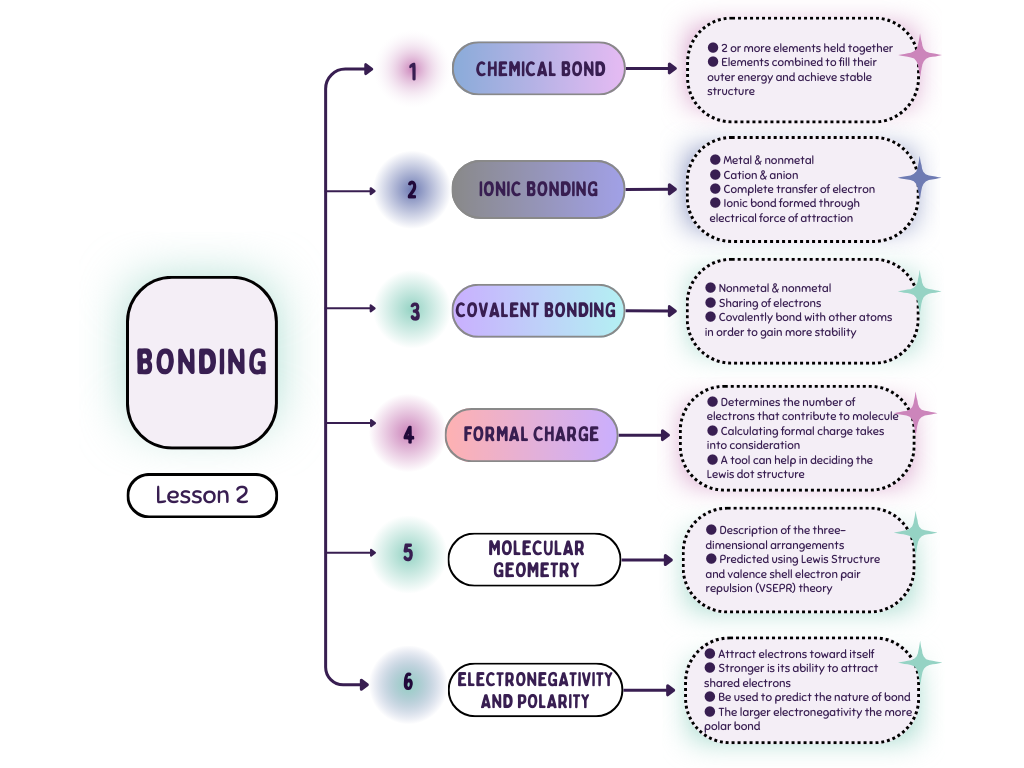 BONDING
Lesson 2
1
CHEMICAL BOND
● 2 or more elements held together
● Elements combined to fill their
outer energy and achieve stable
structure
2
IONIC BONDING
● Metal & nonmetal
● Cation & anion
● Complete transfer of electron
● Ionic bond formed through
electrical force of attraction
3
COVALENT BONDING
● Nonmetal & nonmetal
● Sharing of electrons
● Covalently bond with other atoms
in order to gain more stability
4
FORMAL CHARGE
● Determines the number of
electrons that contribute to molecule
● Calculating formal charge takes
into consideration
● A tool can help in deciding the
Lewis dot structure
5
MOLECULAR
GEOMETRY
● Description of the three-
dimensional arrangements
● Predicted using Lewis Structure
and valence shell electron pair
repulsion (VSEPR) theory
6
ELECTRONEGATIVITY
AND POLARITY
● Attract electrons toward itself
● Stronger is its ability to attract
shared electrons
● Be used to predict the nature of bond
● The larger electronegativity the more
polar bond